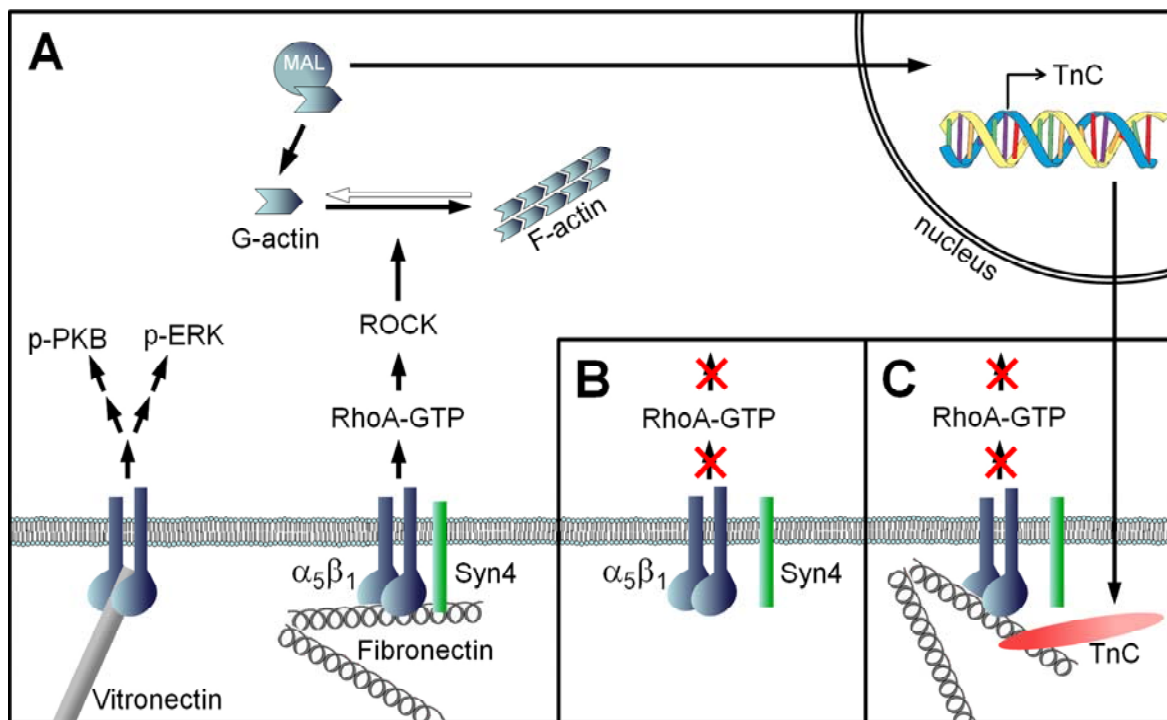 A
MAL
TnC
G-actin
F-actin
nucleus
p-PKB
p-ERK
ROCK
RhoA-GTP
α5β1
Syn4
Fibronectin
Vitronectin
B
RhoA-GTP
α5β1
Syn4
C
RhoA-GTP
TnC